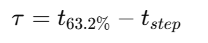 τ = t_{63.2%} − t_{step}